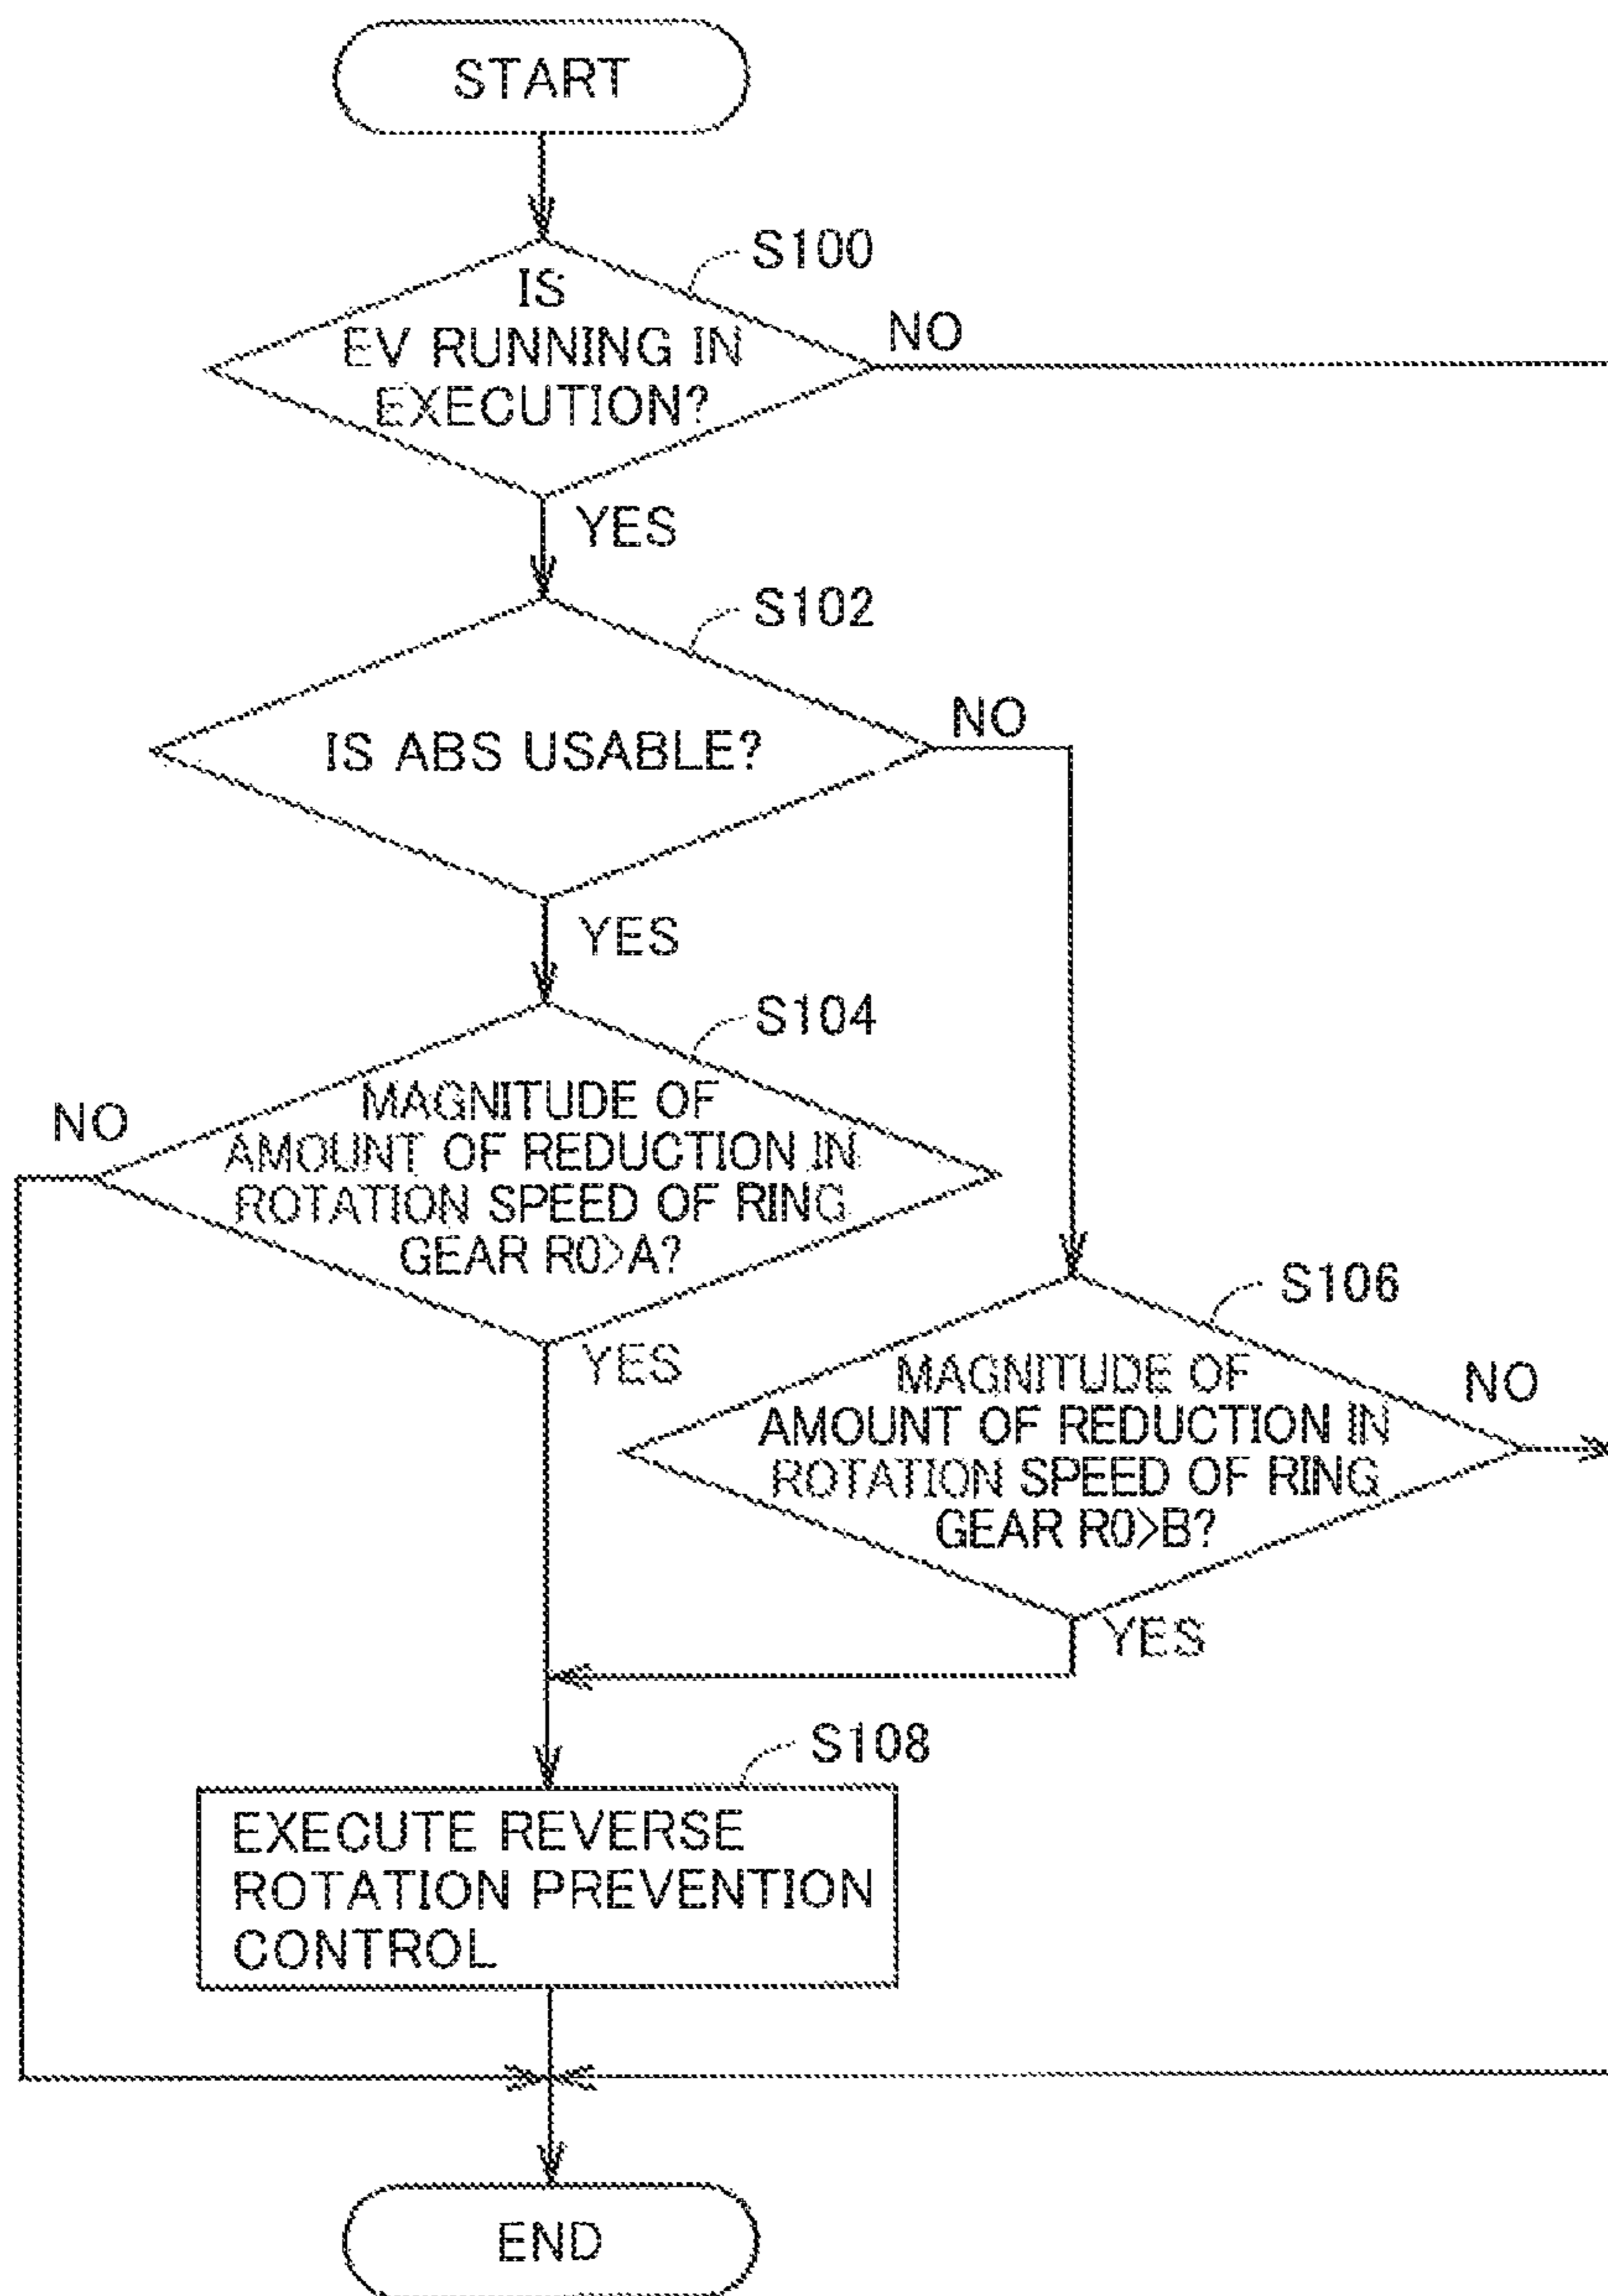 START
S100
IS
EV RUNNING IN
EXECUTION?
NO
YES
S102
IS ABS USABLE?
NO
YES
S104
MAGNITUDE OF
AMOUNT OF REDUCTION IN
ROTATION SPEED OF RING
GEAR R0>A?
NO
YES
S106
MAGNITUDE OF
AMOUNT OF REDUCTION IN
ROTATION SPEED OF RING
GEAR R0>B?
NO
YES
S108
EXECUTE REVERSE
ROTATION PREVENTION
CONTROL
END